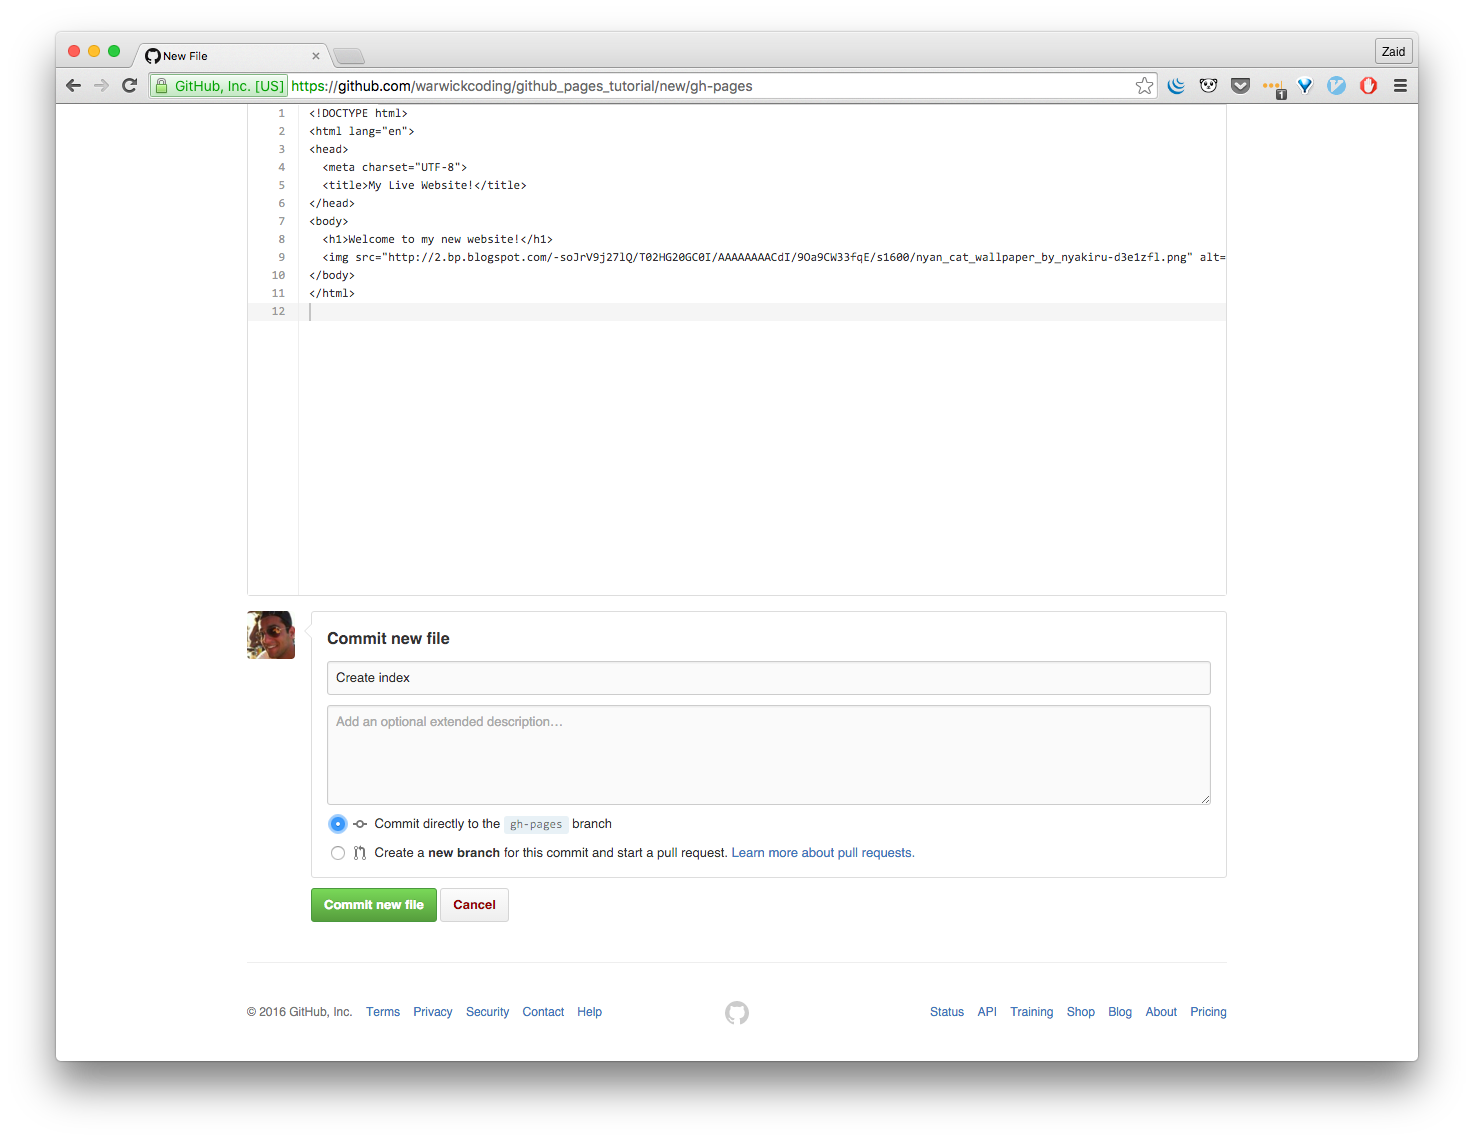 New File
Zaid
GitHub, Inc. [US] https://github.com/warwickcoding/github_pages_tutorial/new/gh-pages
1
1 <!DOCTYPE html>
2 <html lang="en">
3 <head>
4 <meta charset="UTF-8">
5 <title>My Live Website!</title>
6 </head>
7 <body>
8 <h1>Welcome to my new website!</h1>
9 <img src="http://2.bp.blogspot.com/-soJrV9j27lQ/T02HG20GC0I/AAAAAAAACdI/9Oa9CW33fqE/s1600/nyan_cat_wallpaper_by_nyakiru-d3e1zfl.png" alt=
10 </body>
11 </html>
12
Commit new file
Create index
Add an optional extended description…
Commit directly to the gh-pages branch
Create a new branch for this commit and start a pull request. Learn more about pull requests.
Commit new file Cancel
© 2016 GitHub, Inc. Terms Privacy Security Contact Help Status API Training Shop Blog About Pricing